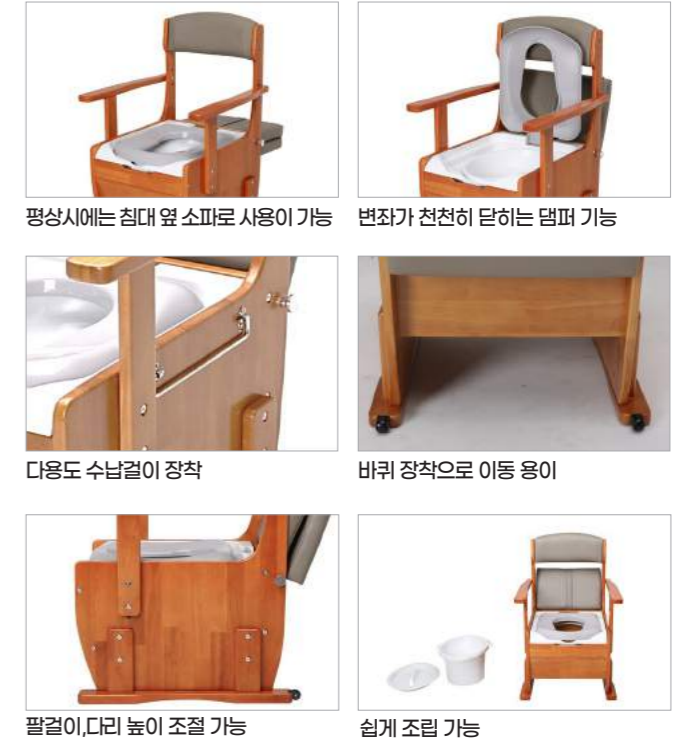 평상시에는 침대 옆 소파로 사용이 가능
변좌가 천천히 닫히는 댐퍼 기능
다용도 수납걸이 장착
바퀴 장착으로 이동 용이
팔걸이,다리 높이 조절 가능
쉽게 조립 가능